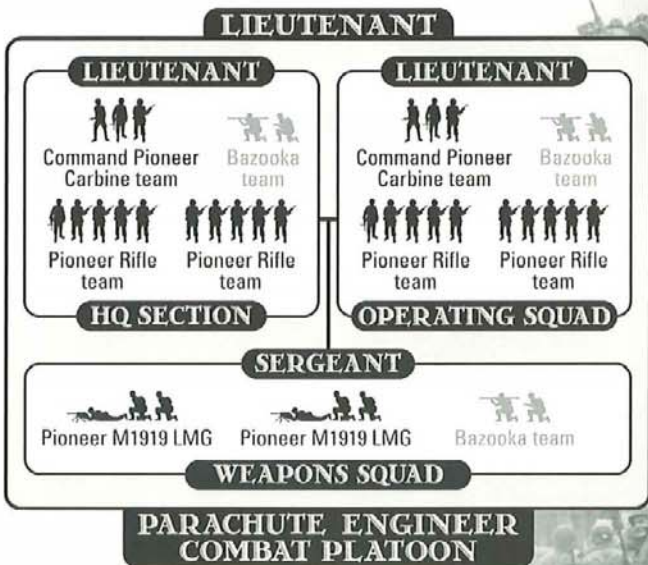 LIEUTENANT
LIEUTENANT
Command Pioneer
Carbine team
Bazooka
team
Pioneer Rifle
team
Pioneer Rifle
team
HQ SECTION
LIEUTENANT
Command Pioneer
Carbine team
Bazooka
team
Pioneer Rifle
team
Pioneer Rifle
team
OPERATING SQUAD
SERGEANT
Pioneer M1919 LMG
Pioneer M1919 LMG
Bazooka team
WEAPONS SQUAD
PARACHUTE ENGINEER
COMBAT PLATOON